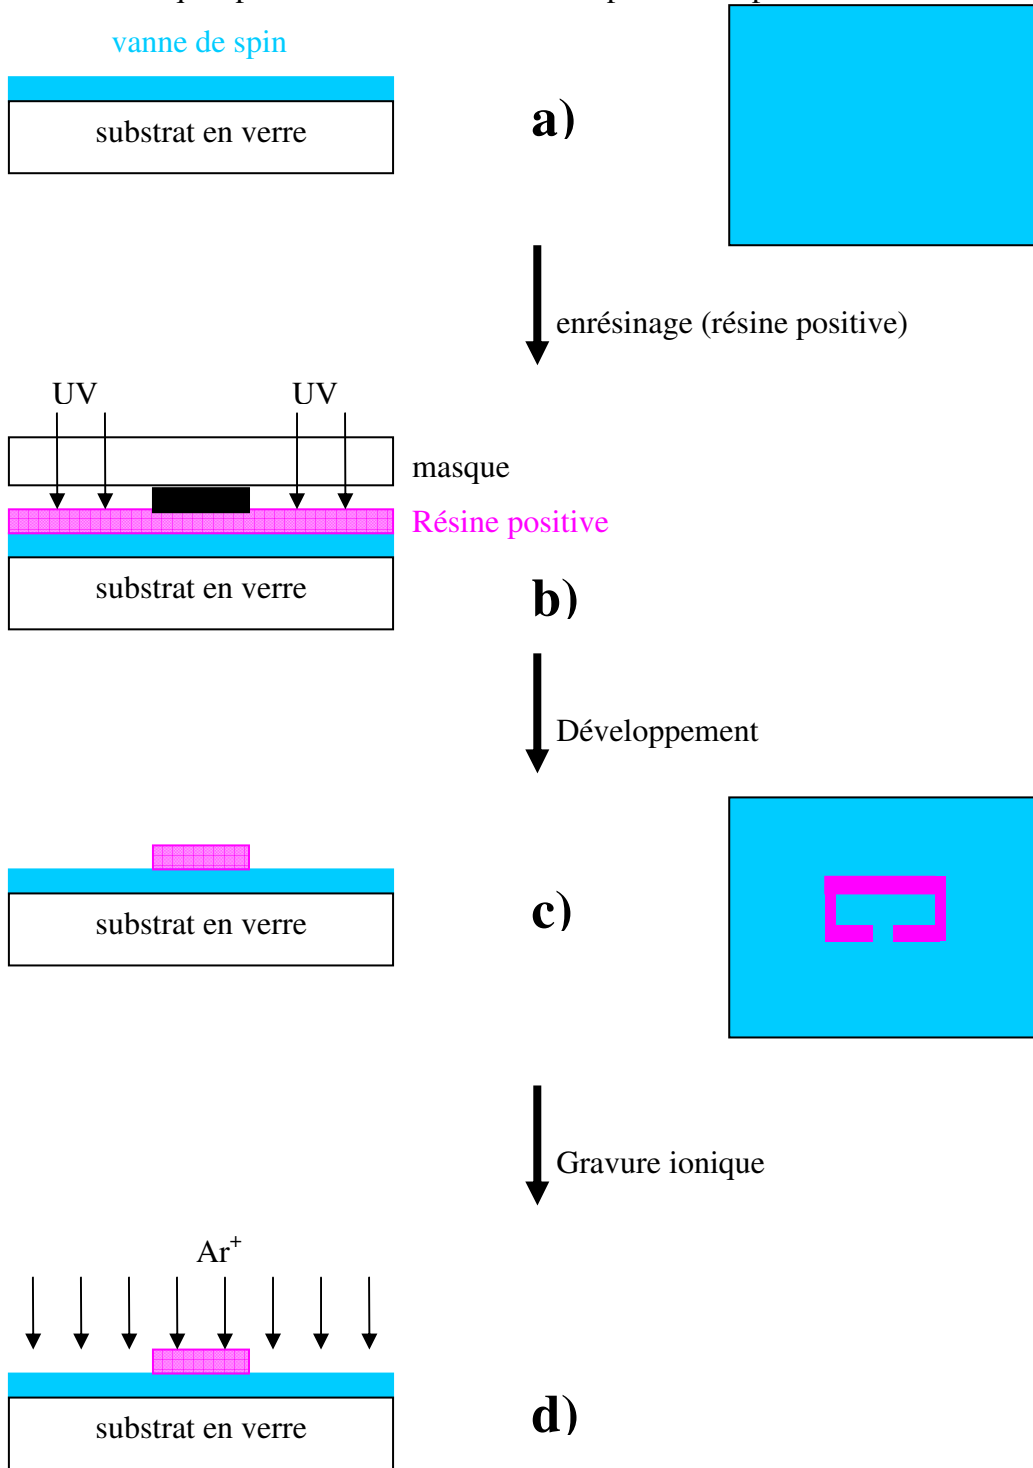 vanne de spin
substrat en verre
a)
enrésinage (résine positive)
UV UV
masque
Résine positive
substrat en verre
b)
Développement
substrat en verre
c)
Gravure ionique
Ar+
substrat en verre
d)